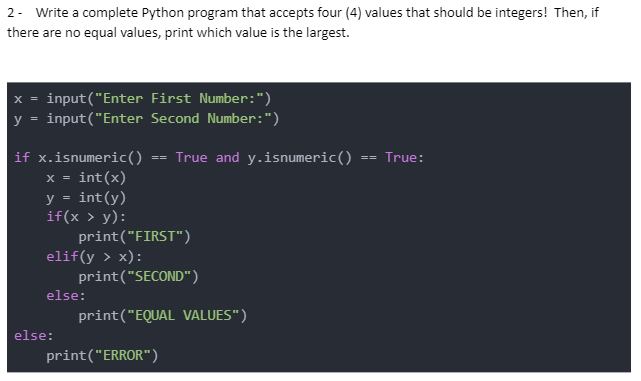 2 -   Write a complete Python program that accepts four (4) values that should be integers!  Then, if
there are no equal values, print which value is the largest.
x = input("Enter First Number:")
y = input("Enter Second Number:")
if x.isnumeric() == True and y.isnumeric() == True:
    x = int(x)
    y = int(y)
    if(x > y):
        print("FIRST")
    elif(y > x):
        print("SECOND")
    else:
        print("EQUAL VALUES")
else:
    print("ERROR")